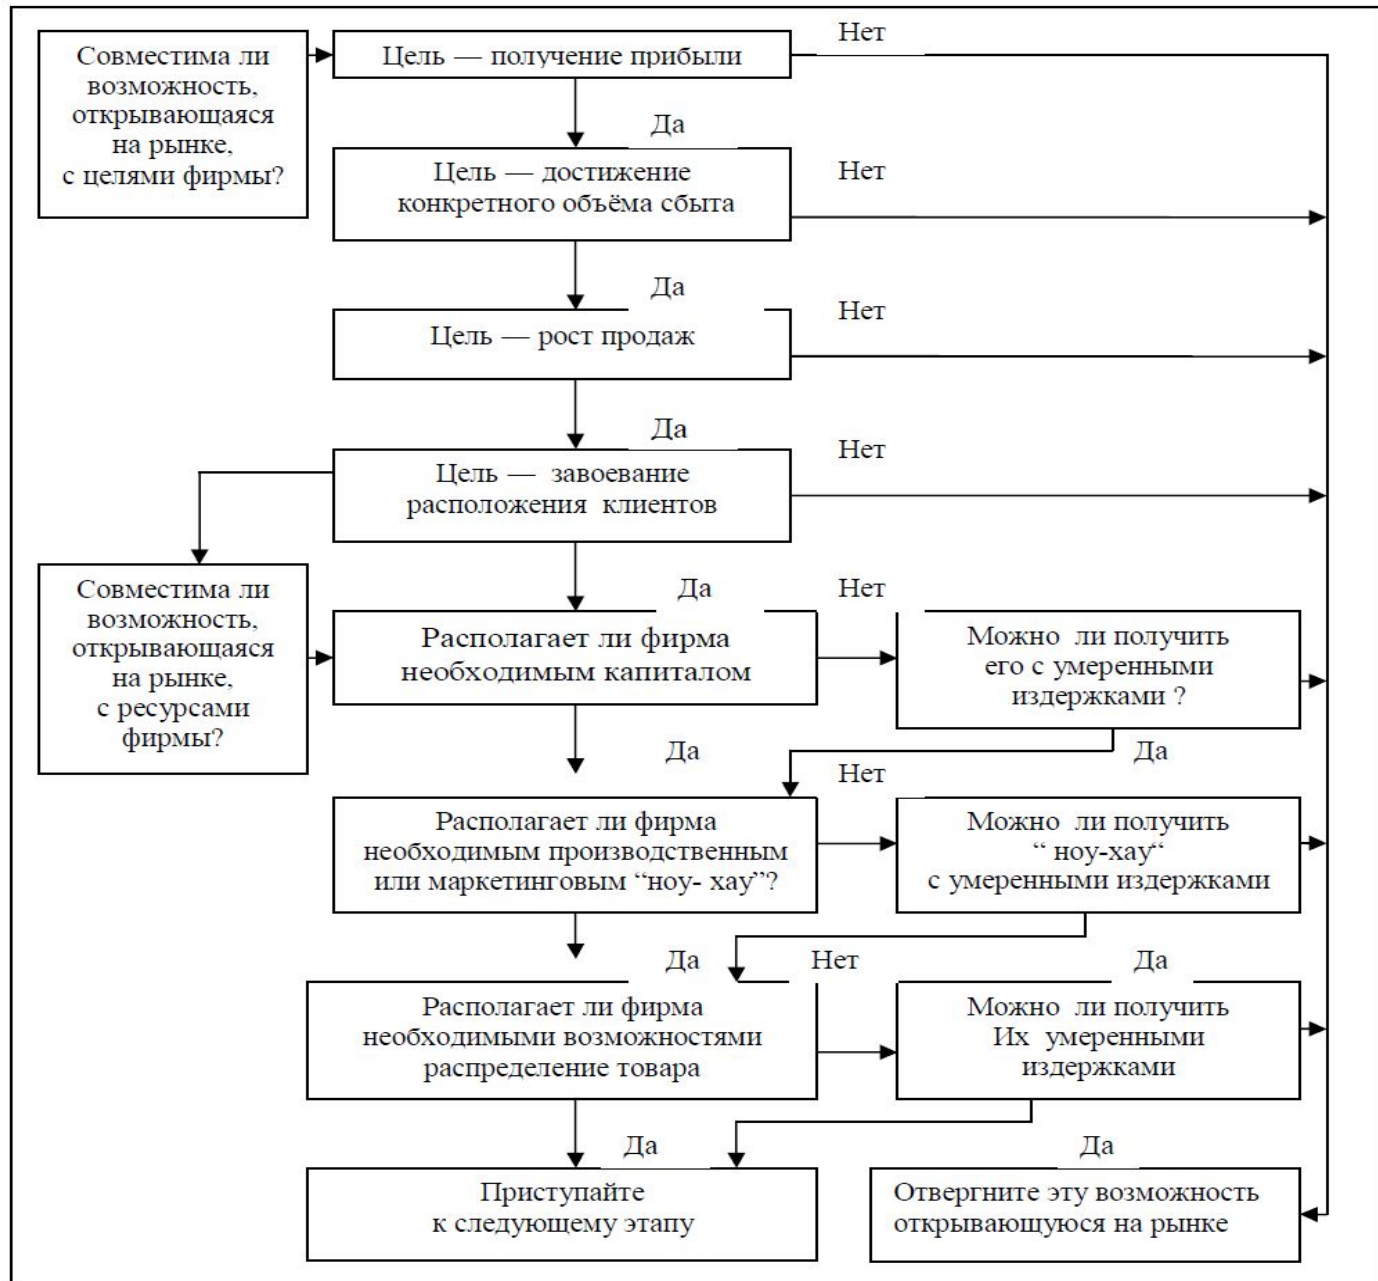 Совместима ли
возможность,
открывающаяся
на рынке,
с целями фирмы?
Цель — получение прибыли
Нет
Да
Цель — достижение
конкретного объёма сбыта
Нет
Да
Цель — рост продаж
Нет
Да
Цель — завоевание
расположения клиентов
Нет
Совместима ли
возможность,
открывающаяся
на рынке,
с ресурсами
фирмы?
Да
Нет
Располагает ли фирма
необходимым капиталом
Можно ли получить
его с умеренными
издержками ?
Да
Нет
Да
Располагает ли фирма
необходимым производственным
или маркетинговым “ноу- хау”?
Можно ли получить
“ ноу-хау“
с умеренными издержками
Да
Нет
Да
Располагает ли фирма
необходимыми возможностями
распределение товара
Можно ли получить
Их умеренными
издержками
Да
Да
Приступайте
к следующему этапу
Отвергните эту возможность
открывающуюся на рынке